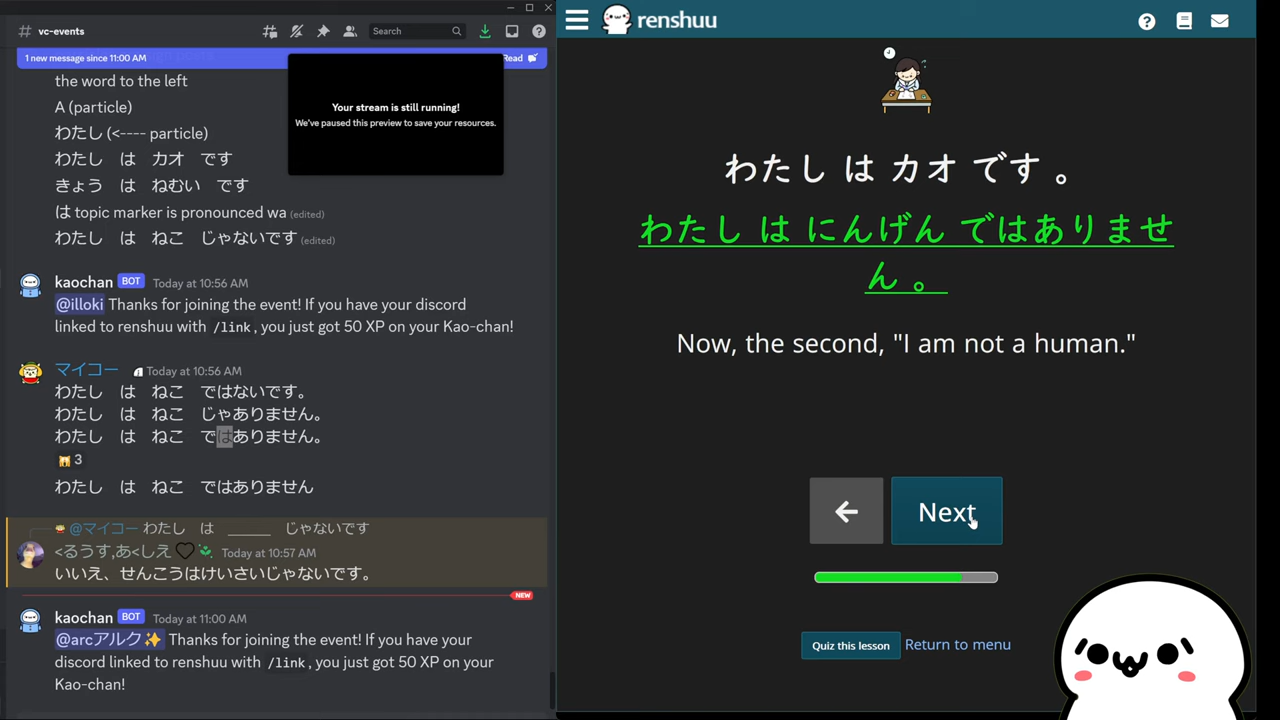 # vc-events
Search
1 new message since 11:00 AM
Read
the word to the left
A (particle)
わたし (<---- particle)
わたし　は　カオ　です
きょう　は　ねむい　です
は topic marker is pronounced wa (edited)
わたし　は　ねこ　じゃないです (edited)
Your stream is still running!
We've paused this preview to save your resources.
kaochan BOT Today at 10:56 AM
@illoki Thanks for joining the event! If you have your discord
linked to renshuu with /link, you just got 50 XP on your Kao-chan!
マイコー Today at 10:56 AM
わたし　は　ねこ　ではないです。
わたし　は　ねこ　じゃありません。
わたし　は　ねこ　ではありません。
3
わたし　は　ねこ　ではありません
@マイコー わたし　は　_____　じゃないです
<るうす,あ<しえ Today at 10:57 AM
いいえ、せんこうはけいさいじゃないです。
NEW
kaochan BOT Today at 11:00 AM
@arcアルク✨ Thanks for joining the event! If you have your
discord linked to renshuu with /link, you just got 50 XP on your
Kao-chan!
renshuu
わたし は カオ です 。
わたし は にんげん ではありませ
ん 。
Now, the second, "I am not a human."
Next
Quiz this lesson Return to menu